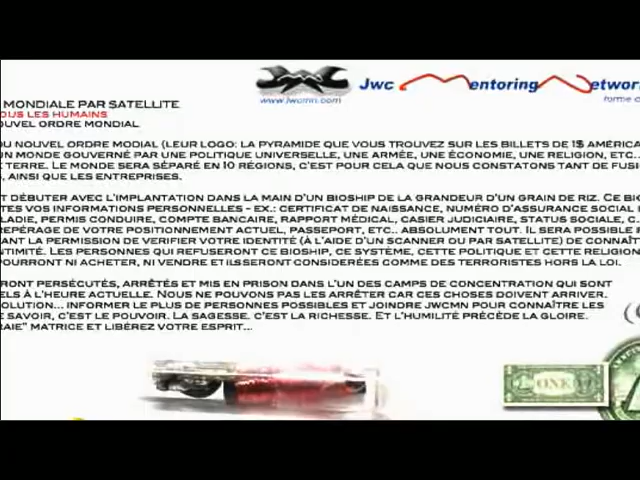 Jwc Mentoring Networ
www.jwcmn.com
forme d
MONDIALE PAR SATELLITE
OUS LES HUMAINS
OUVEL ORDRE MONDIAL
OU NOUVEL ORDRE MODIAL (LEUR LOGO: LA PYRAMIDE QUE VOUS TROUVEZ SUR LES BILLETS DE 1$ AMÉRICA
UN MONDE GOUVERNÉ PAR UNE POLITIQUE UNIVERSELLE, UNE ARMÉE, UNE ÉCONOMIE, UNE RELIGION, ETC..
TERRE. LE MONDE SERA SÉPARÉ EN 10 RÉGIONS, C'EST POUR CELA QUE NOUS CONSTATONS TANT DE FUSI
, AINSI QUE LES ENTREPRISES.
T DÉBUTER AVEC L'IMPLANTATION DANS LA MAIN D'UN BIOSHIP DE LA GRANDEUR D'UN GRAIN DE RIZ. CE BIO
TES VOS INFORMATIONS PERSONNELLES - EX.: CERTIFICAT DE NAISSANCE, NUMÉRO D'ASSURANCE SOCIAL
LADIE, PERMIS CONDUIRE, COMPTE BANCAIRE, RAPPORT MÉDICAL, CASIER JUDICIAIRE, STATUS SOCIALE, C
REPÉRAGE DE VOTRE POSITIONNEMENT ACTUEL, PASSEPORT, ETC.. ABSOLUMENT TOUT. IL SERA POSSIBLE
ANT LA PERMISSION DE VERIFIER VOTRE IDENTITÉ (À L'AIDE D'UN SCANNER OU PAR SATELLITE) DE CONNAÎT
NTIMITÉ. LES PERSONNES QUI REFUSERONT CE BIOSHIP, CE SYSTÈME, CETTE POLITIQUE ET CETTE RELIGION
OURRONT NI ACHETER, NI VENDRE ET ILS SERONT CONSIDÉRÉES COMME DES TERRORISTES HORS LA LOI.
RONT PERSÉCUTÉS, ARRÊTÉS ET MIS EN PRISON DANS L'UN DES CAMPS DE CONCENTRATION QUI SONT
ELS À L'HEURE ACTUELLE. NOUS NE POUVONS PAS LES ARRÊTER CAR CES CHOSES DOIVENT ARRIVER.
OLLUTION... INFORMER LE PLUS DE PERSONNES POSSIBLES ET JOINDRE JWCMN POUR CONNAÎTRE LES
E SAVOIR, C'EST LE POUVOIR. LA SAGESSE. C'EST LA RICHESSE. ET L'HUMILITÉ PRÉCÈDE LA GLOIRE.
RAIE" MATRICE ET LIBÉREZ VOTRE ESPRIT...
ONE